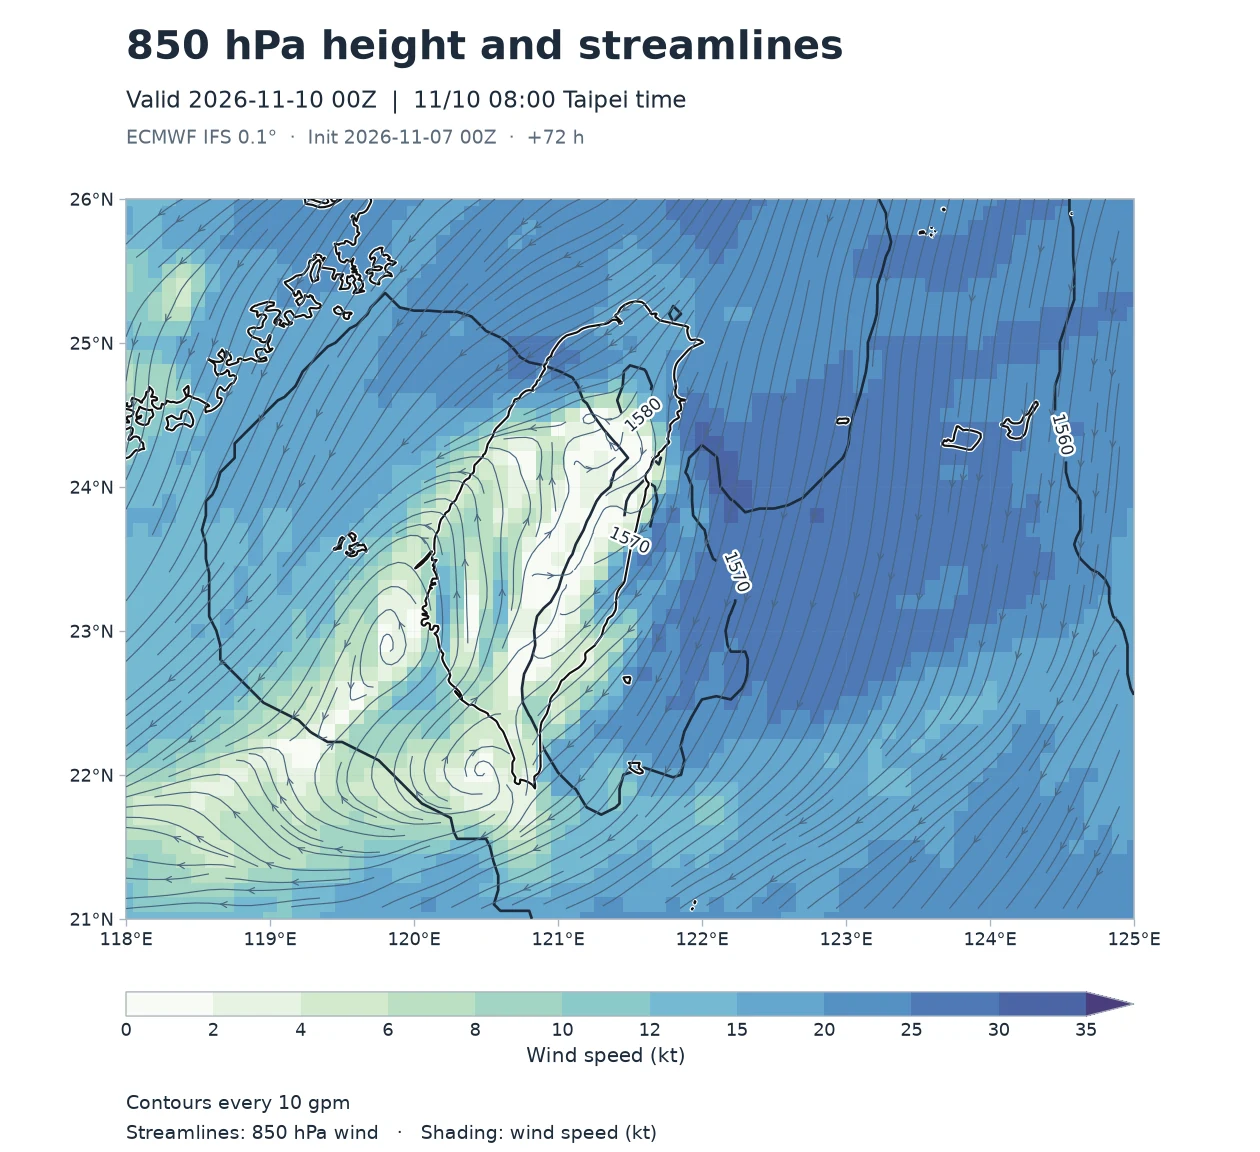 850 hPa height and streamlines
Valid 2026-11-10 00Z | 11/10 08:00 Taipei time
ECMWF IFS 0.1° · Init 2026-11-07 00Z · +72 h
26°N
25°N
24°N
23°N
22°N
21°N
1580
1560
1570
1570
118°E 119°E 120°E 121°E 122°E 123°E 124°E 125°E
0 2 4 6 8 10 12 15 20 25 30 35
Wind speed (kt)
Contours every 10 gpm
Streamlines: 850 hPa wind · Shading: wind speed (kt)